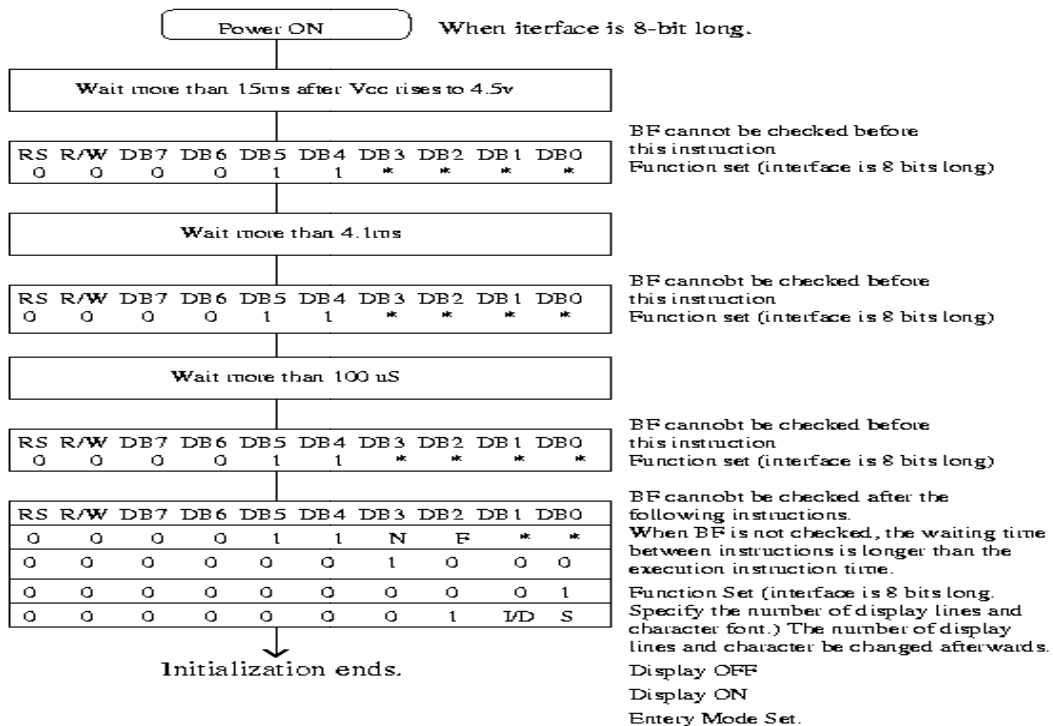 Power ON
When iterface is 8-bit long.
Wait more than 15ms after Vcc rises to 4.5v
RS R/W DB7 DB6 DB5 DB4 DB3 DB2 DB1 DB0
0 0 0 0 1 1 * * * *
BF cannot be checked before
this instruction
Function set (interface is 8 bits long)
Wait more than 4.1ms
RS R/W DB7 DB6 DB5 DB4 DB3 DB2 DB1 DB0
0 0 0 0 1 1 * * * *
BF cannobt be checked before
this instruction
Function set (interface is 8 bits long)
Wait more than 100 uS
RS R/W DB7 DB6 DB5 DB4 DB3 DB2 DB1 DB0
0 0 0 0 1 1 * * * *
BF cannobt be checked before
this instruction
Function set (interface is 8 bits long)
RS R/W DB7 DB6 DB5 DB4 DB3 DB2 DB1 DB0
0 0 0 0 1 1 N F * *
0 0 0 0 0 0 1 0 0 0
0 0 0 0 0 0 0 0 0 1
0 0 0 0 0 0 0 1 I/D S
Initialization ends.
BF cannobt be checked after the
following instructions.
When BF is not checked, the waiting time
between instructions is longer than the
execution instruction time.
Function Set (interface is 8 bits long.
Specify the number of display lines and
character font.) The number of display
lines and character be changed afterwards.
Display OFF
Display ON
Entery Mode Set.